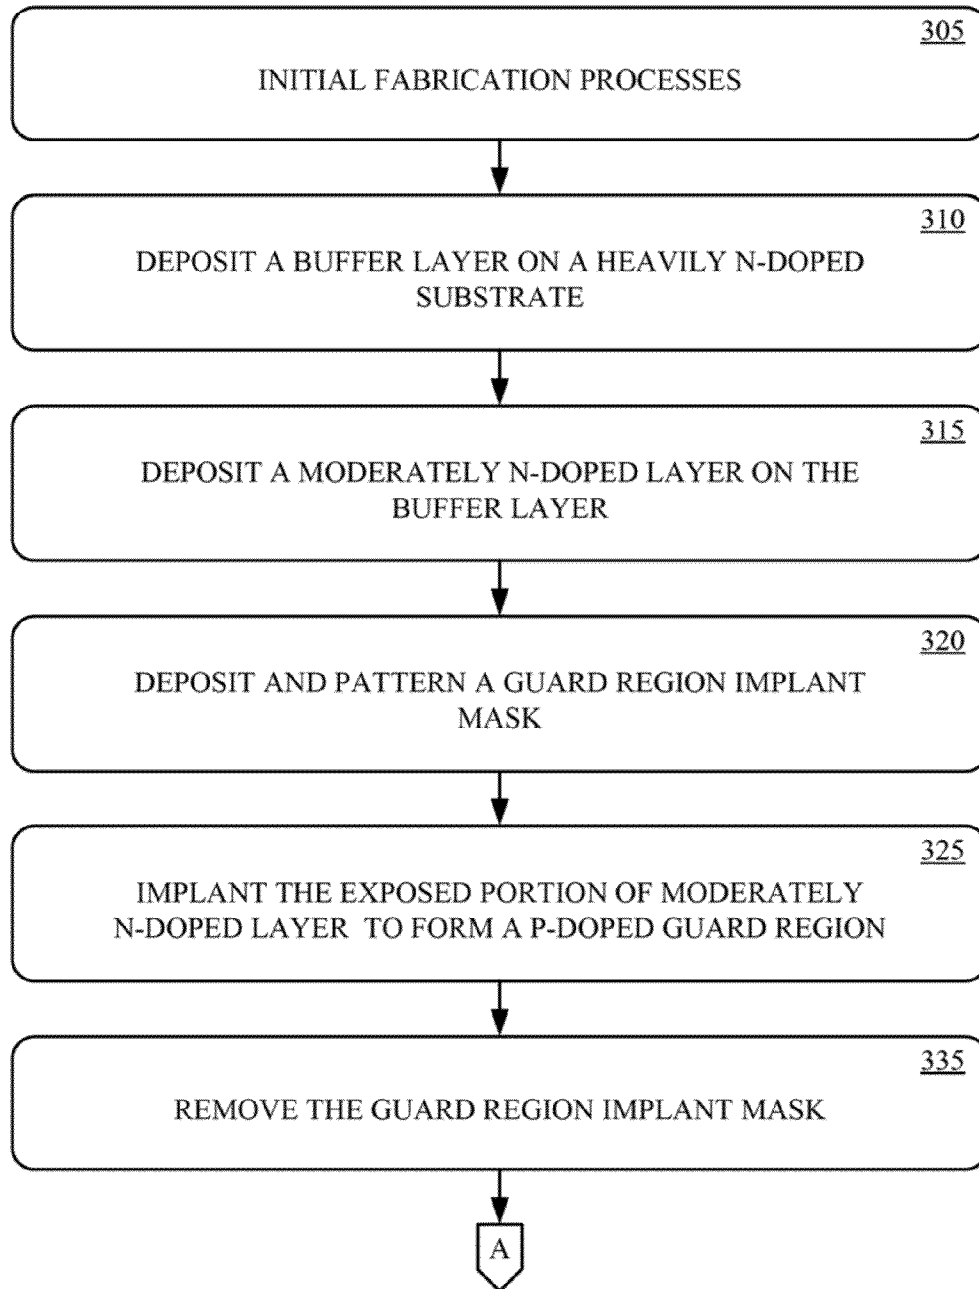 305
INITIAL FABRICATION PROCESSES
310
DEPOSIT A BUFFER LAYER ON A HEAVILY N-DOPED
SUBSTRATE
315
DEPOSIT A MODERATELY N-DOPED LAYER ON THE
BUFFER LAYER
320
DEPOSIT AND PATTERN A GUARD REGION IMPLANT
MASK
325
IMPLANT THE EXPOSED PORTION OF MODERATELY
N-DOPED LAYER TO FORM A P-DOPED GUARD REGION
335
REMOVE THE GUARD REGION IMPLANT MASK
A